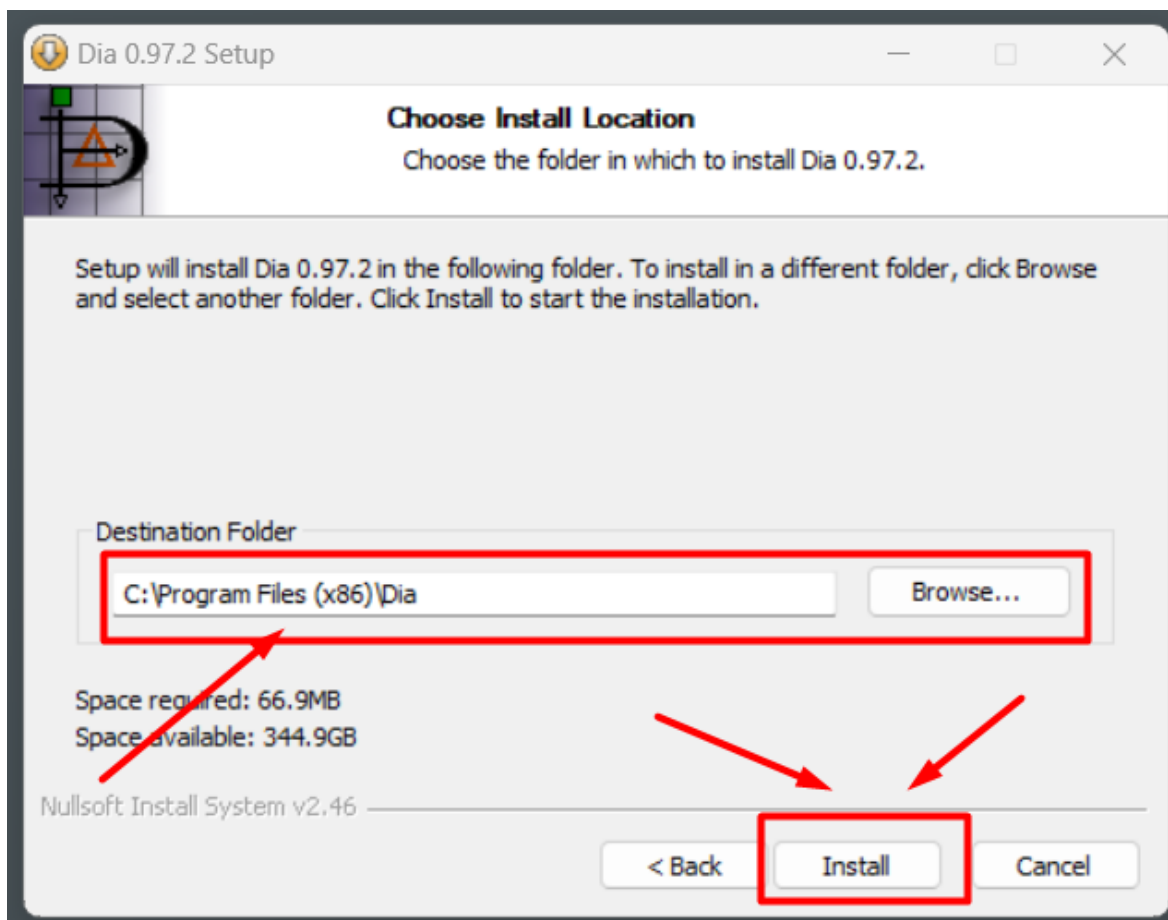 Dia 0.97.2 Setup
Choose Install Location
Choose the folder in which to install Dia 0.97.2.
Setup will install Dia 0.97.2 in the following folder. To install in a different folder, click Browse
and select another folder. Click Install to start the installation.
Destination Folder
C:\Program Files (x86)\Dia
Browse...
Space required: 66.9MB
Space available: 344.9GB
Nullsoft Install System v2.46
< Back
Install
Cancel